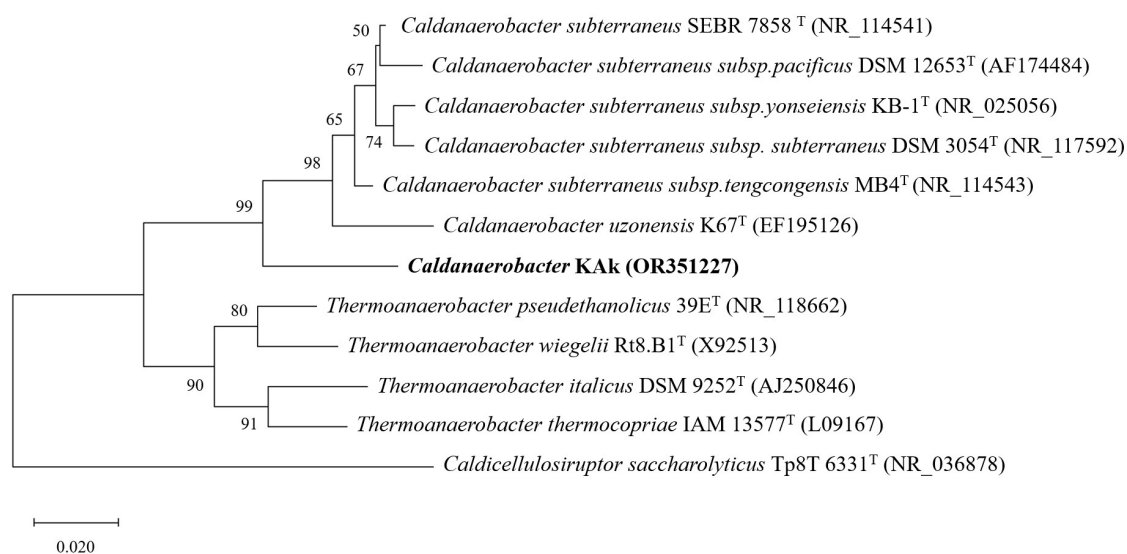 50
Caldanaerobacter subterraneus SEBR 7858 T (NR_114541)
67
Caldanaerobacter subterraneus subsp.pacificus DSM 12653T (AF174484)
Caldanaerobacter subterraneus subsp.yonseiensis KB-1T (NR_025056)
65
74
Caldanaerobacter subterraneus subsp. subterraneus DSM 3054T (NR_117592)
98
Caldanaerobacter subterraneus subsp.tengcongensis MB4T (NR_114543)
99
Caldanaerobacter uzonensis K67T (EF195126)
Caldanaerobacter KAk (OR351227)
80
Thermoanaerobacter pseudethanolicus 39ET (NR_118662)
Thermoanaerobacter wiegelii Rt8.B1T (X92513)
90
Thermoanaerobacter italicus DSM 9252T (AJ250846)
91
Thermoanaerobacter thermocopriae IAM 13577T (L09167)
Caldicellulosiruptor saccharolyticus Tp8T 6331T (NR_036878)
0.020